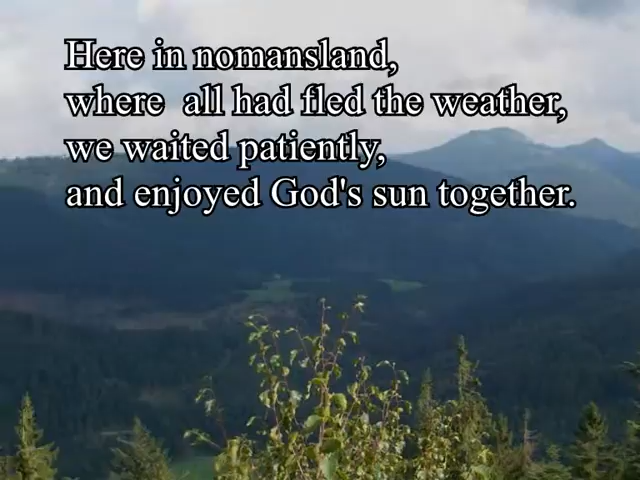 Here in nomansland,
where  all had fled the weather,
we waited patiently,
and enjoyed God's sun together.